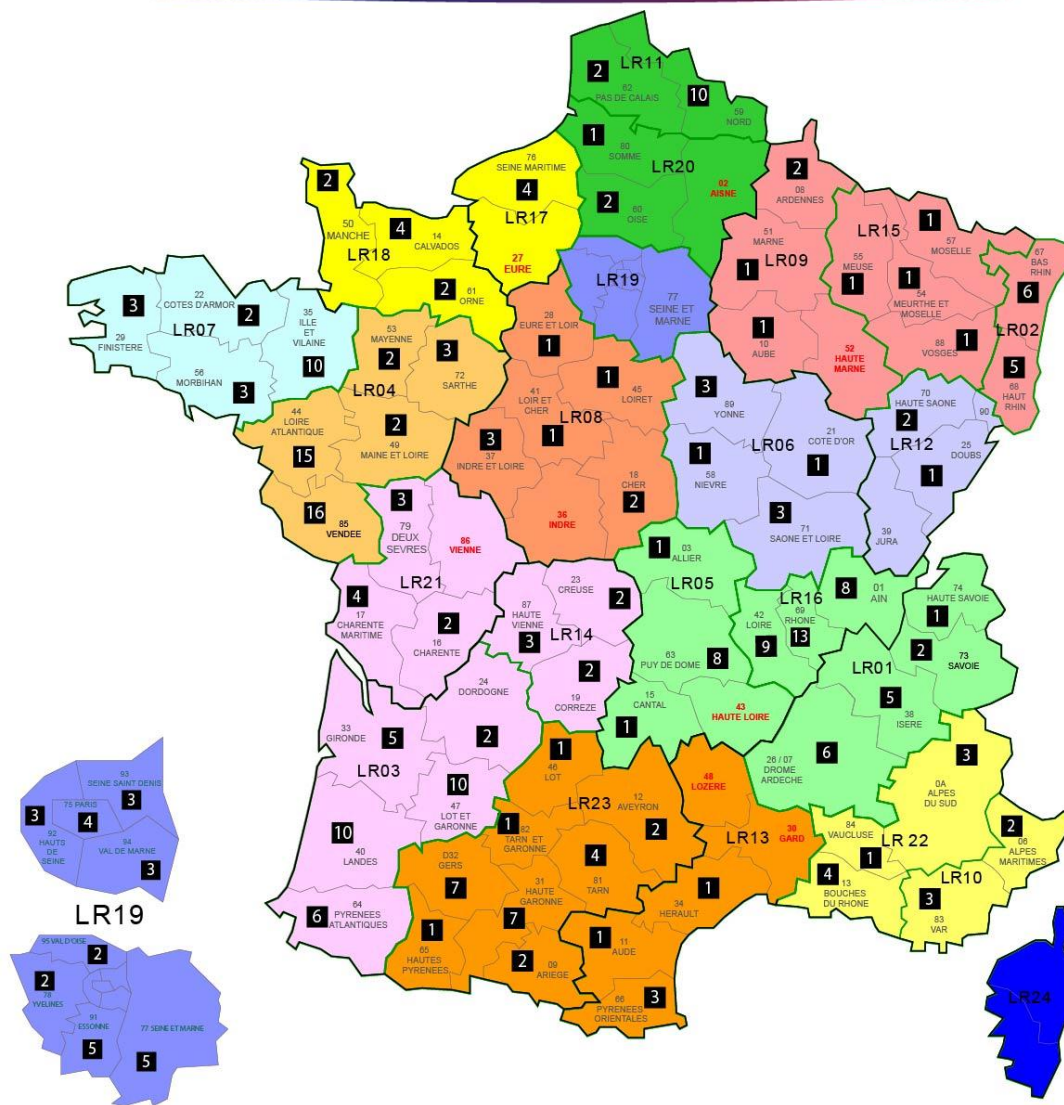 LR11
2
62
PAS DE CALAIS
10
59
NORD
1
80
SOMME
LR20
02
AISNE
2
60
OISE
76
SEINE MARITIME
4
LR17
27
EURE
2
50
MANCHE
4
14
CALVADOS
LR18
2
61
ORNE
2
08
ARDENNES
51
MARNE
LR09
1
1
10
AUBE
52
HAUTE
MARNE
LR15
1
57
MOSELLE
55
MEUSE
1
1
54
MEURTHE ET
MOSELLE
88
VOSGES
1
67
BAS
RHIN
6
LR02
5
68
HAUT
RHIN
LR19
77
SEINE ET
MARNE
3
29
FINISTERE
22
COTES D'ARMOR
2
LR07
35
ILLE
ET
VILAINE
10
56
MORBIHAN
3
53
MAYENNE
2
3
72
SARTHE
LR04
44
LOIRE
ATLANTIQUE
15
2
49
MAINE ET LOIRE
16
85
VENDEE
28
EURE ET LOIR
1
1
45
LOIRET
41
LOIR ET
CHER
LR08
1
3
37
INDRE ET LOIRE
18
CHER
2
36
INDRE
3
89
YONNE
LR06
21
COTE D'OR
1
1
58
NIEVRE
3
71
SAONE ET LOIRE
70
HAUTE SAONE
2
90
LR12
25
DOUBS
1
39
JURA
3
79
DEUX
SEVRES
86
VIENNE
LR21
4
17
CHARENTE
MARITIME
2
16
CHARENTE
23
CREUSE
2
87
HAUTE
VIENNE
3
LR14
2
19
CORREZE
1
03
ALLIER
LR05
63
PUY DE DOME
8
15
CANTAL
1
43
HAUTE LOIRE
LR16
42
LOIRE
9
69
RHONE
13
8
01
AIN
74
HAUTE SAVOIE
1
2
73
SAVOIE
LR01
5
38
ISERE
6
26 / 07
DROME
ARDECHE
24
DORDOGNE
2
33
GIRONDE
5
LR03
10
47
LOT ET
GARONNE
10
40
LANDES
6
64
PYRENEES
ATLANTIQUES
1
46
LOT
LR23
12
AVEYRON
2
1
82
TARN ET
GARONNE
4
81
TARN
D32
GERS
7
31
HAUTE
GARONNE
7
1
65
HAUTES
PYRENEES
2
09
ARIEGE
48
LOZERE
LR13
30
GARD
1
34
HERAULT
1
11
AUDE
66
PYRENEES
ORIENTALES
3
3
0A
ALPES
DU SUD
84
VAUCLUSE
LR 22
1
2
06
ALPES
MARITIMES
4
13
BOUCHES
DU RHONE
LR10
3
83
VAR
LR24
93
SEINE SAINT DENIS
3
75 PARIS
4
3
92
HAUTS
DE
SEINE
94
VAL DE MARNE
3
LR19
95 VAL D'OISE
2
2
78
YVELINES
91
ESSONNE
5
77 SEINE ET MARNE
5